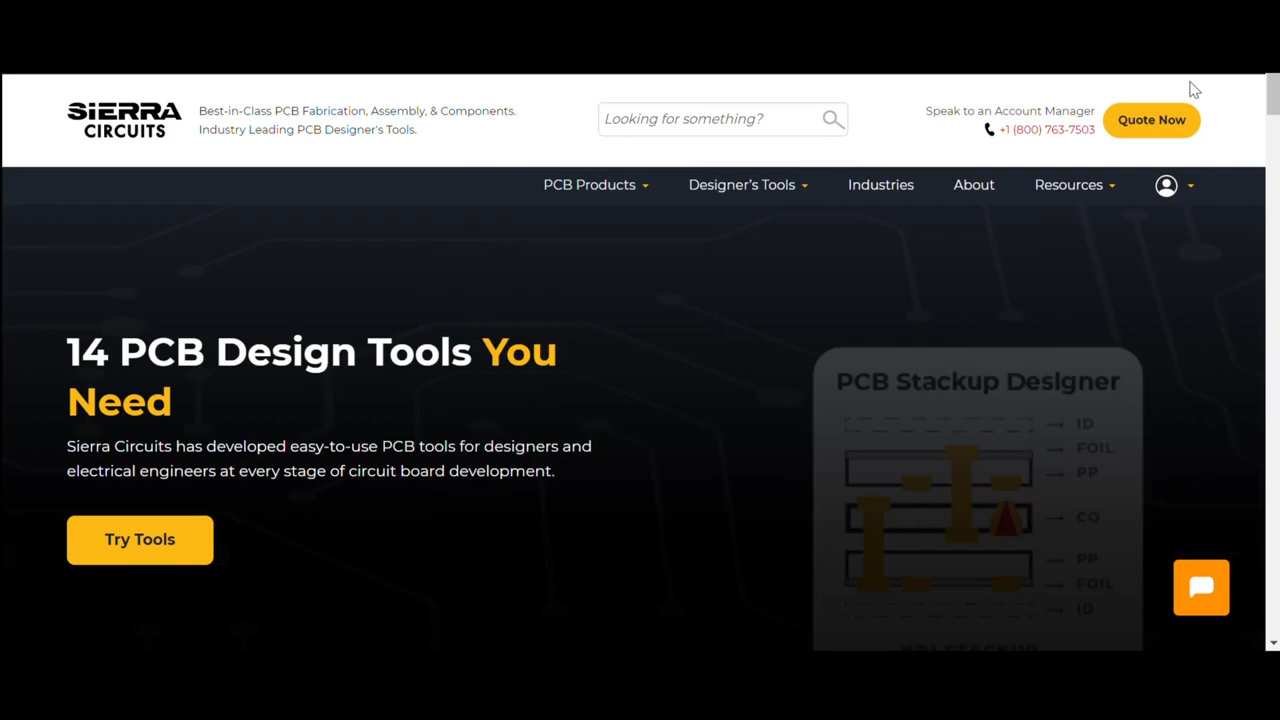 SIERRA
CIRCUITS
Best-in-Class PCB Fabrication, Assembly, & Components.
Industry Leading PCB Designer's Tools.
Looking for something?
Speak to an Account Manager
+1 (800) 763-7503
Quote Now
PCB Products
Designer's Tools
Industries
About
Resources
14 PCB Design Tools You
Need
Sierra Circuits has developed easy-to-use PCB tools for designers and
electrical engineers at every stage of circuit board development.
Try Tools
PCB Stackup Designer
ID
FOIL
PP
CO
PP
FOIL
ID
HDI STACKUP